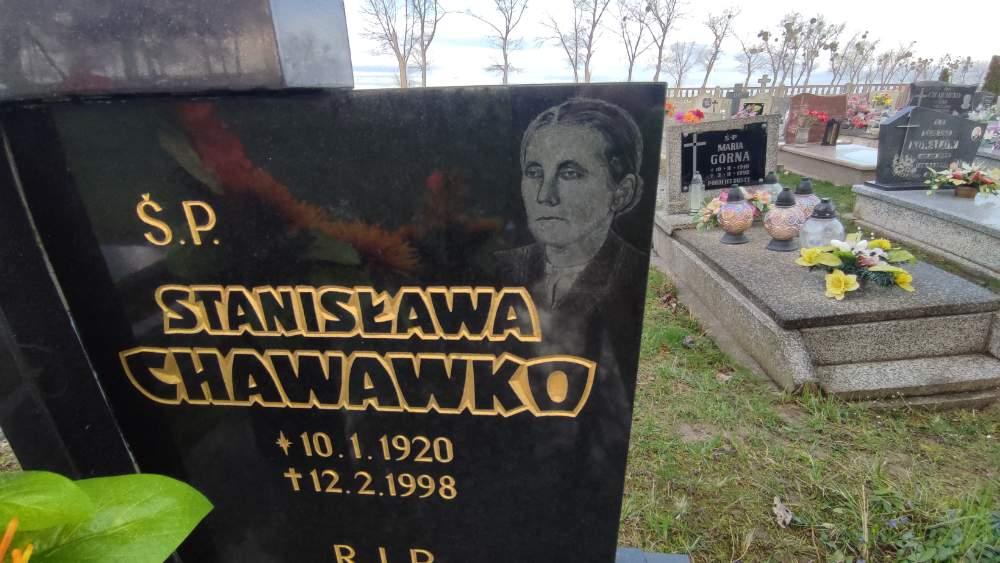 Ś.P.
STANISŁAWA
CHAWAWKO
10.1.1920
12.2.1998
R.I.P.
Ś.P
MARIA
GÓRNA